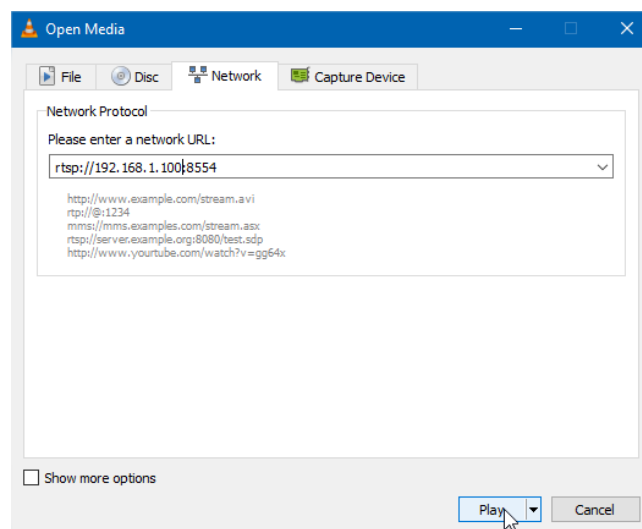 Open Media
File Disc Network Capture Device
Network Protocol
Please enter a network URL:
rtsp://192.168.1.100:8554
http://www.example.com/stream.avi
rtp://@:1234
mms://mms.examples.com/stream.asx
rtsp://server.example.org:8080/test.sdp
http://www.yourtube.com/watch?v=gg64x
Show more options
Play Cancel